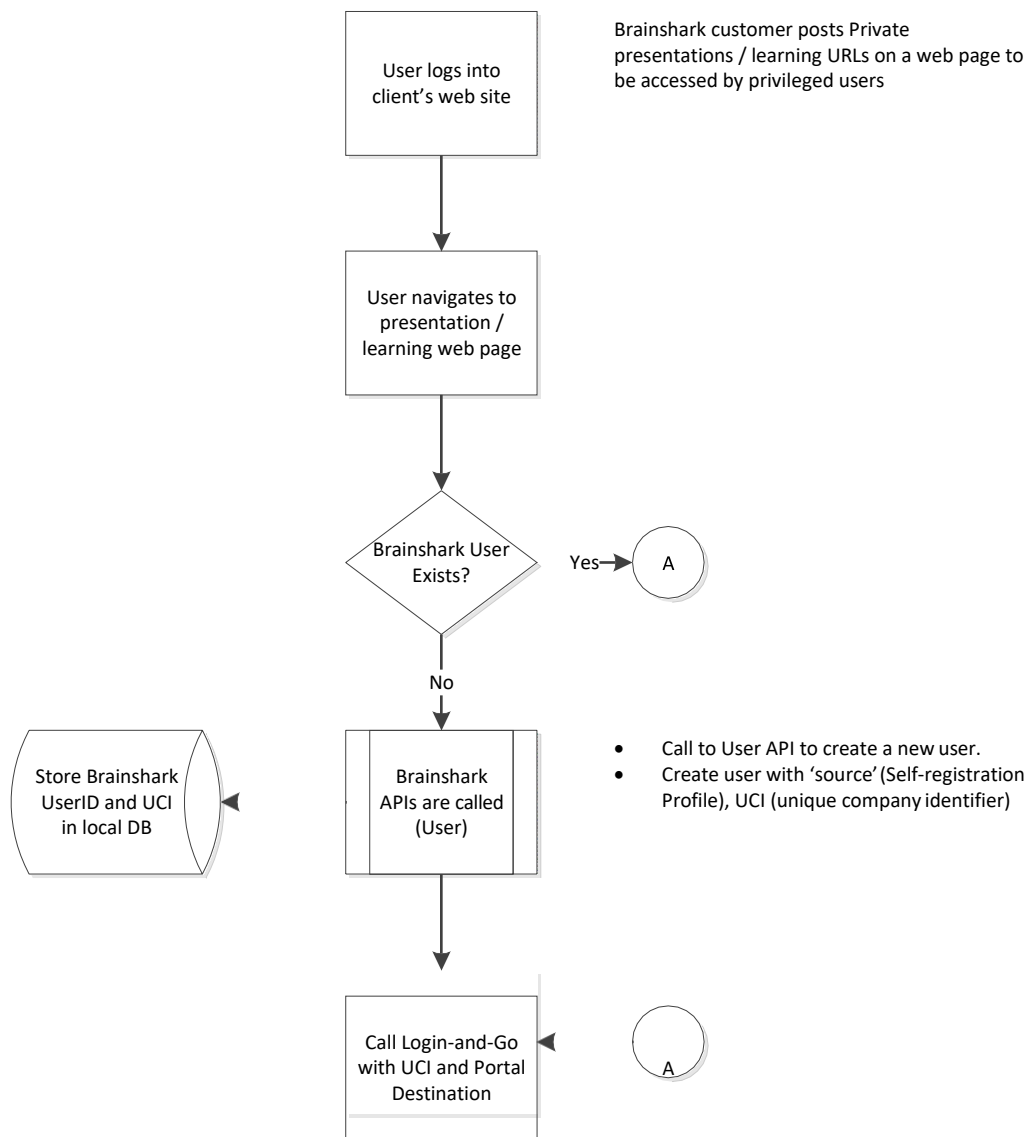 User logs into
client’s web site
Brainshark customer posts Private
presentations / learning URLs on a web page to
be accessed by privileged users
User navigates to
presentation /
learning web page
Brainshark User
Exists?
Yes
A
No
Store Brainshark
UserID and UCI
in local DB
Brainshark
APIs are called
(User)
• Call to User API to create a new user.
• Create user with ‘source’ (Self-registration
Profile), UCI (unique company identifier)
Call Login-and-Go
with UCI and Portal
Destination
A